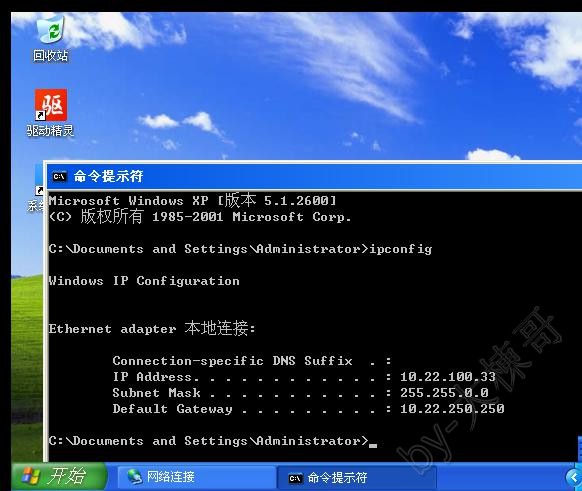 回收站
驱
驱动精灵
系
命令提示符
Microsoft Windows XP [版本 5.1.2600]
(C) 版权所有 1985-2001 Microsoft Corp.
C:\Documents and Settings\Administrator>ipconfig
Windows IP Configuration
Ethernet adapter 本地连接:
Connection-specific DNS Suffix  . :
IP Address. . . . . . . . . . . . : 10.22.100.33
Subnet Mask . . . . . . . . . . . : 255.255.0.0
Default Gateway . . . . . . . . . : 10.22.250.250
C:\Documents and Settings\Administrator>
开始
网络连接
命令提示符